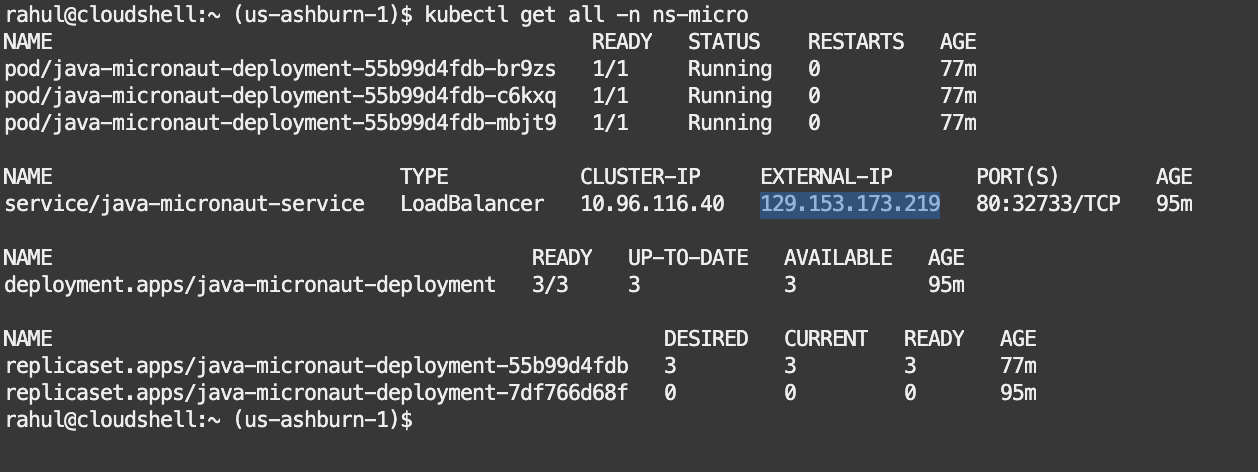 rahul@cloudshell:~ (us-ashburn-1)$ kubectl get all -n ns-micro
NAME READY STATUS RESTARTS AGE
pod/java-micronaut-deployment-55b99d4fdb-br9zs 1/1 Running 0 77m
pod/java-micronaut-deployment-55b99d4fdb-c6kxq 1/1 Running 0 77m
pod/java-micronaut-deployment-55b99d4fdb-mbjt9 1/1 Running 0 77m
NAME TYPE CLUSTER-IP EXTERNAL-IP PORT(S) AGE
service/java-micronaut-service LoadBalancer 10.96.116.40 129.153.173.219 80:32733/TCP 95m
NAME READY UP-TO-DATE AVAILABLE AGE
deployment.apps/java-micronaut-deployment 3/3 3 3 95m
NAME DESIRED CURRENT READY AGE
replicaset.apps/java-micronaut-deployment-55b99d4fdb 3 3 3 77m
replicaset.apps/java-micronaut-deployment-7df766d68f 0 0 0 95m
rahul@cloudshell:~ (us-ashburn-1)$